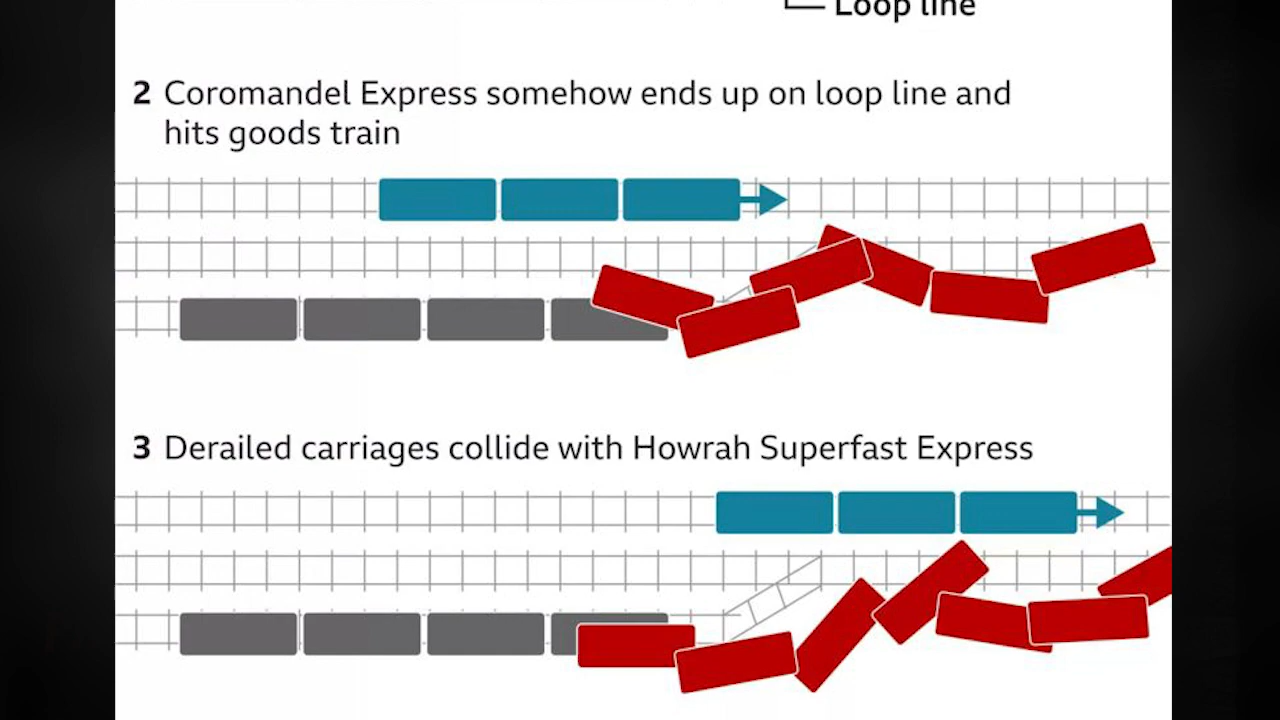 Loop line
2 Coromandel Express somehow ends up on loop line and
hits goods train
3 Derailed carriages collide with Howrah Superfast Express